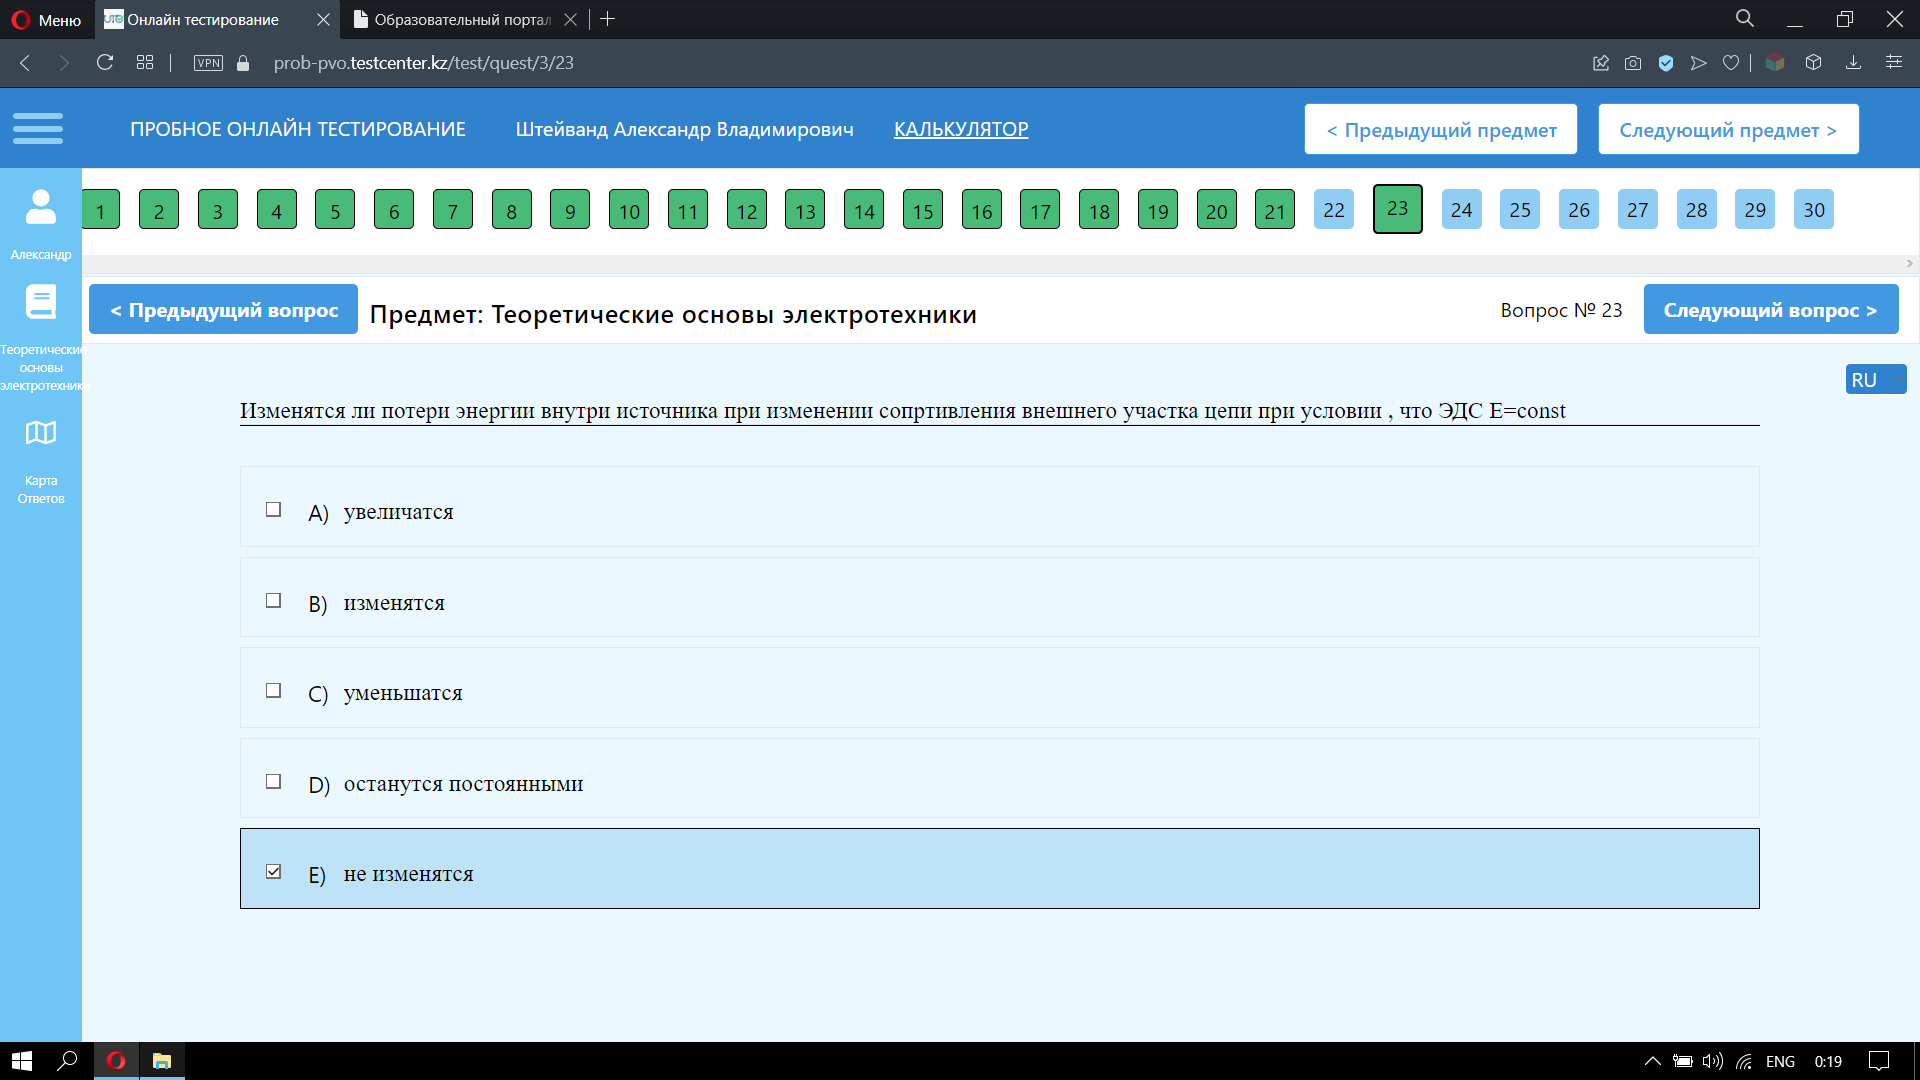 Меню
Онлайн тестирование
Образовательный портал
VPN
prob-pvo.testcenter.kz/test/quest/3/23
ПРОБНОЕ ОНЛАЙН ТЕСТИРОВАНИЕ
Штейванд Александр Владимирович
КАЛЬКУЛЯТОР
< Предыдущий предмет
Следующий предмет >
1 2 3 4 5 6 7 8 9 10 11 12 13 14 15 16 17 18 19 20 21 22 23 24 25 26 27 28 29 30
Александр
Теоретические
основы
электротехники
Карта
Ответов
< Предыдущий вопрос
Предмет: Теоретические основы электротехники
Вопрос № 23
Следующий вопрос >
RU
Изменятся ли потери энергии внутри источника при изменении сопртивления внешнего участка цепи при условии , что ЭДС E=const
A) увеличатся
B) изменятся
C) уменьшатся
D) останутся постоянными
E) не изменятся
ENG
0:19